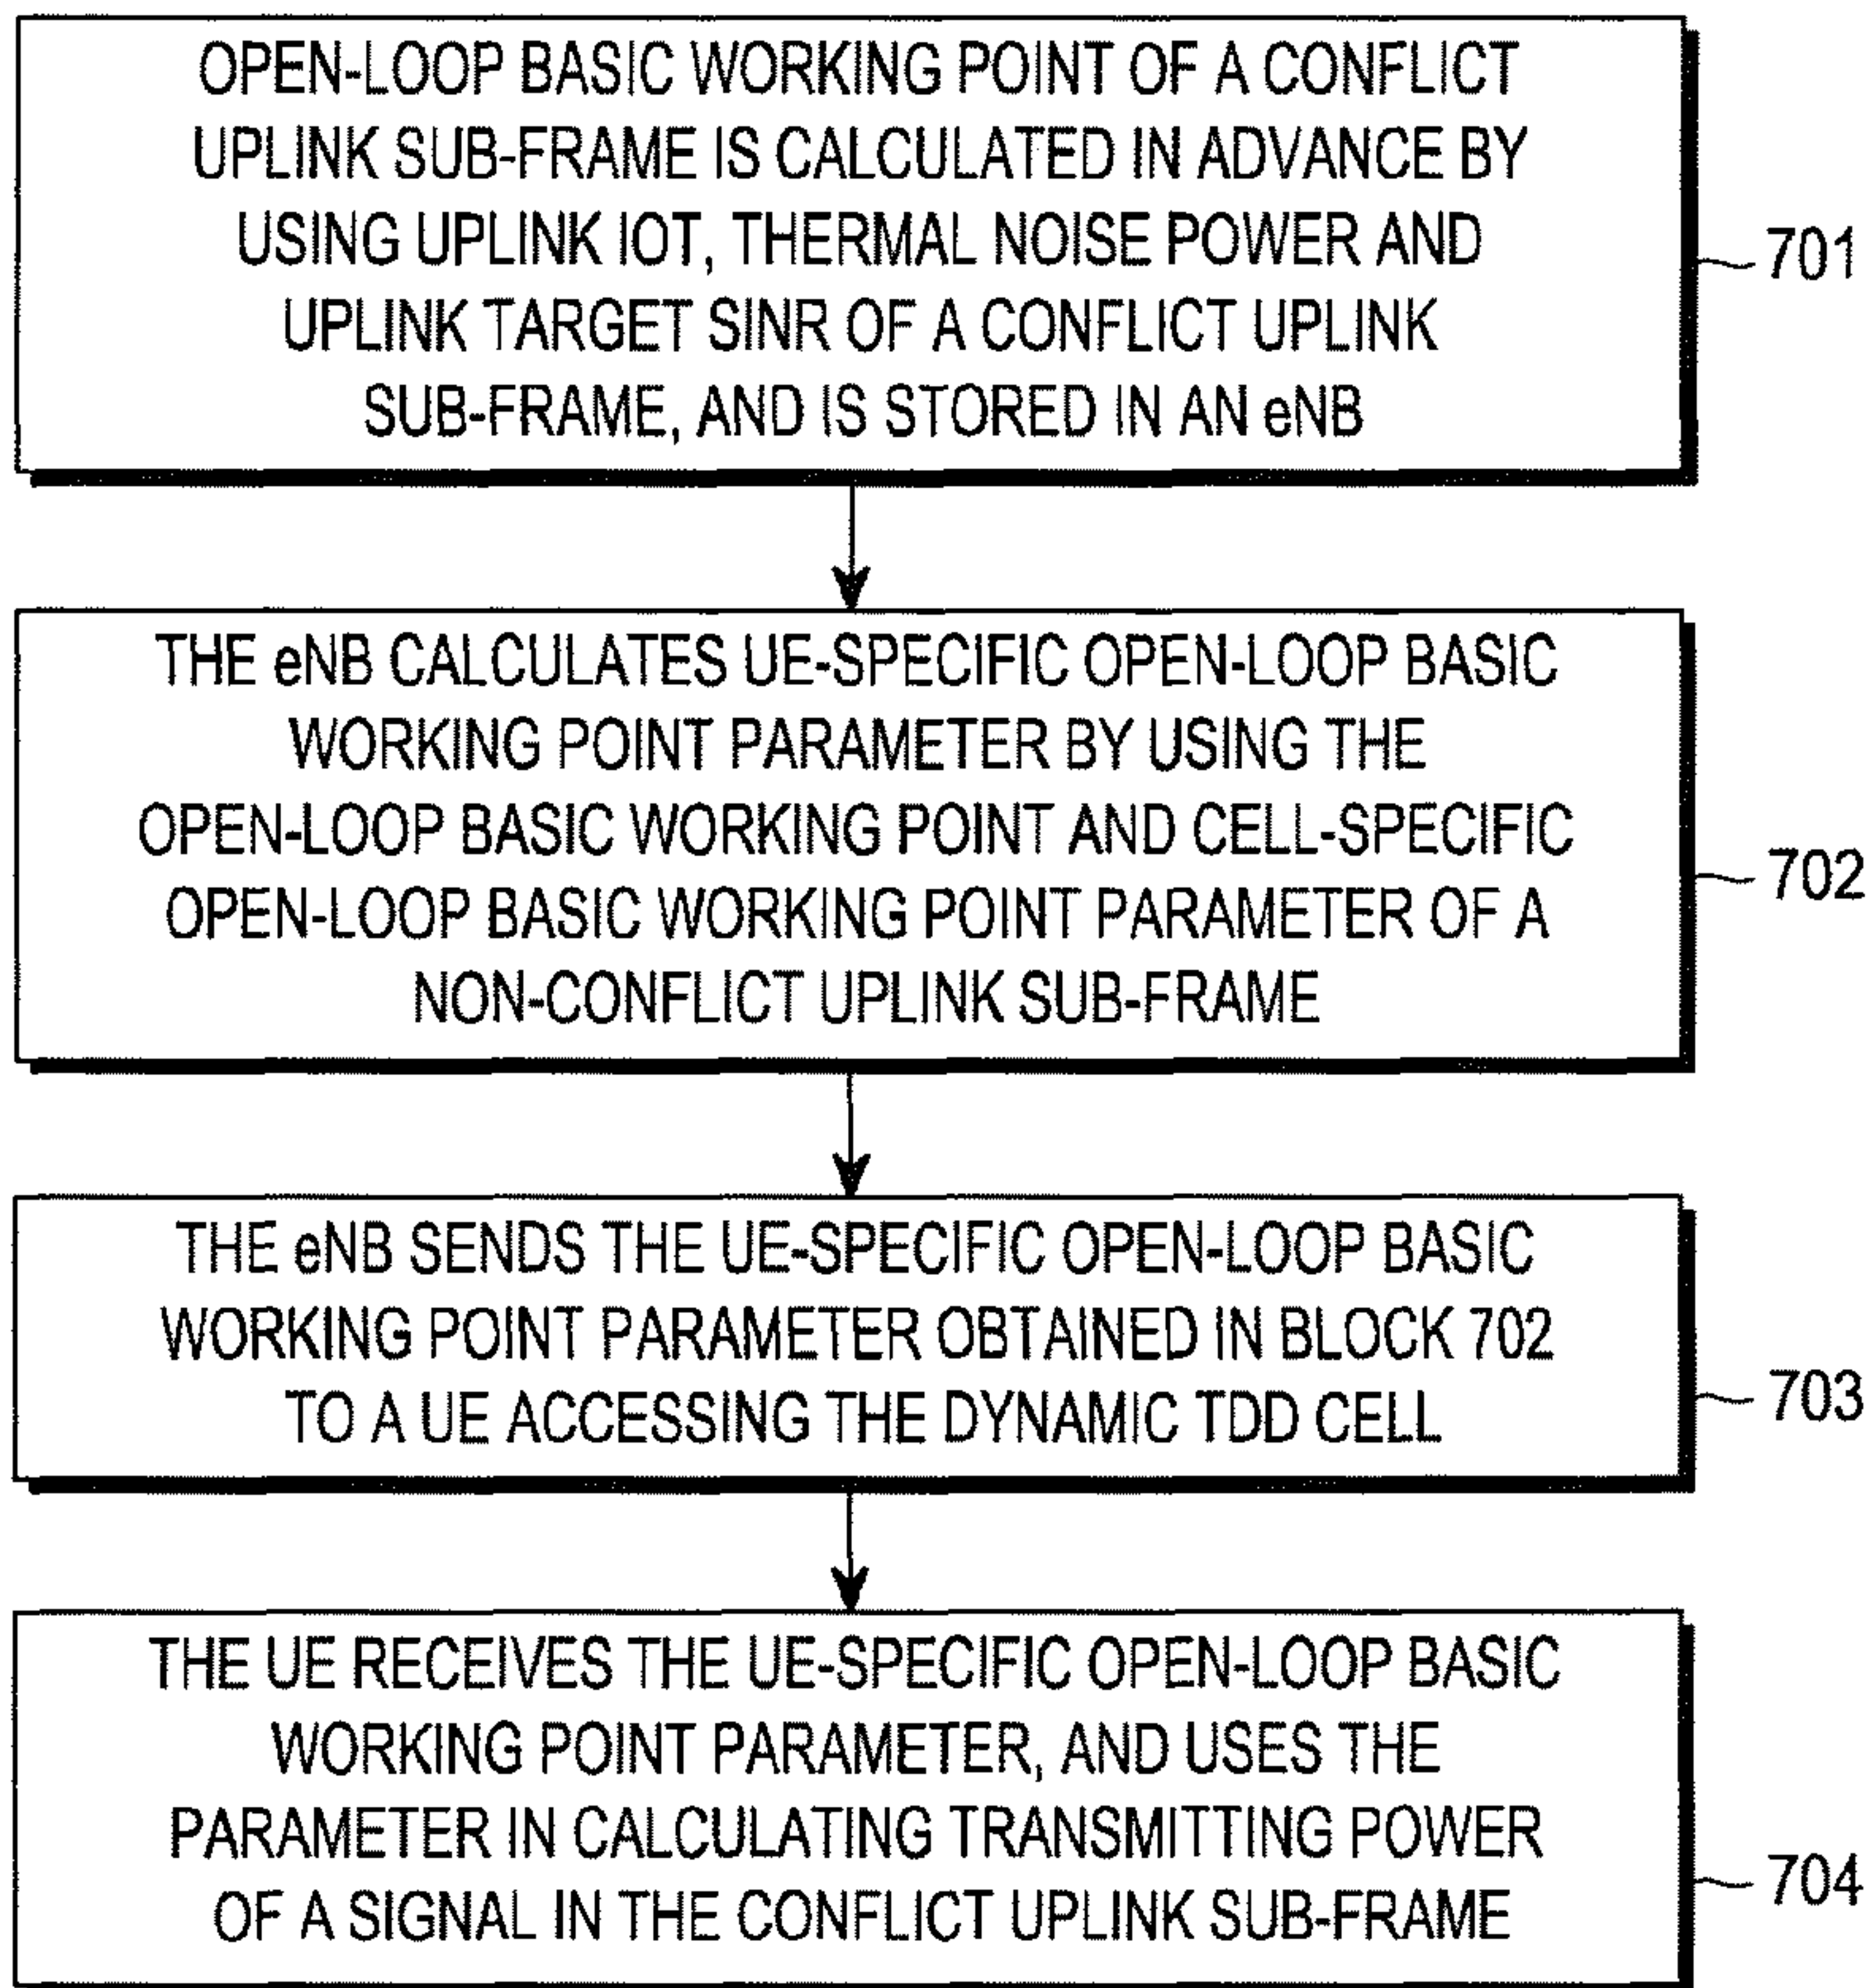 OPEN-LOOP BASIC WORKING POINT OF A CONFLICT
UPLINK SUB-FRAME IS CALCULATED IN ADVANCE BY
USING UPLINK IOT, THERMAL NOISE POWER AND
UPLINK TARGET SINR OF A CONFLICT UPLINK
SUB-FRAME, AND IS STORED IN AN eNB
701
THE eNB CALCULATES UE-SPECIFIC OPEN-LOOP BASIC
WORKING POINT PARAMETER BY USING THE
OPEN-LOOP BASIC WORKING POINT AND CELL-SPECIFIC
OPEN-LOOP BASIC WORKING POINT PARAMETER OF A
NON-CONFLICT UPLINK SUB-FRAME
702
THE eNB SENDS THE UE-SPECIFIC OPEN-LOOP BASIC
WORKING POINT PARAMETER OBTAINED IN BLOCK 702
TO A UE ACCESSING THE DYNAMIC TDD CELL
703
THE UE RECEIVES THE UE-SPECIFIC OPEN-LOOP BASIC
WORKING POINT PARAMETER, AND USES THE
PARAMETER IN CALCULATING TRANSMITTING POWER
OF A SIGNAL IN THE CONFLICT UPLINK SUB-FRAME
704